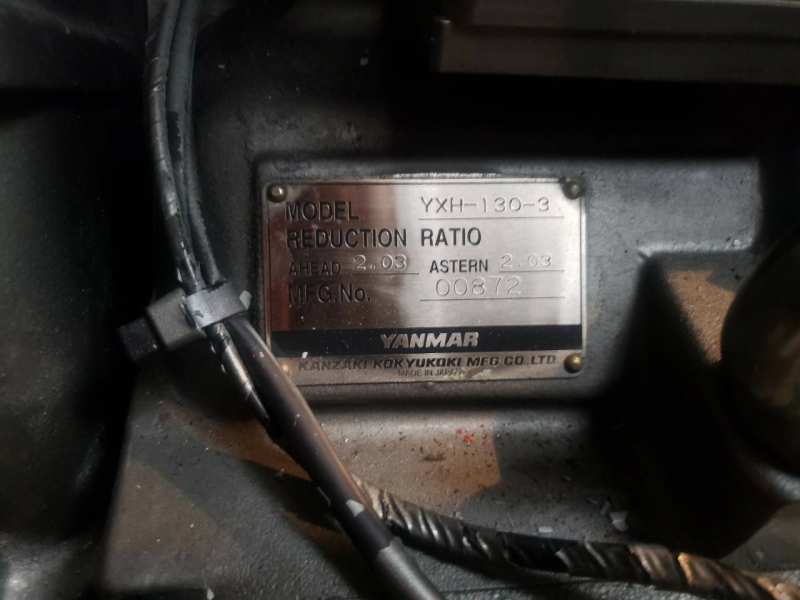 MODEL YXH-130-3
REDUCTION RATIO
AHEAD 2.03 ASTERN 2.03
MFG.No. 00872
YANMAR
KANZAKI KOKYUKOKI MFG. CO., LTD.
MADE IN JAPAN